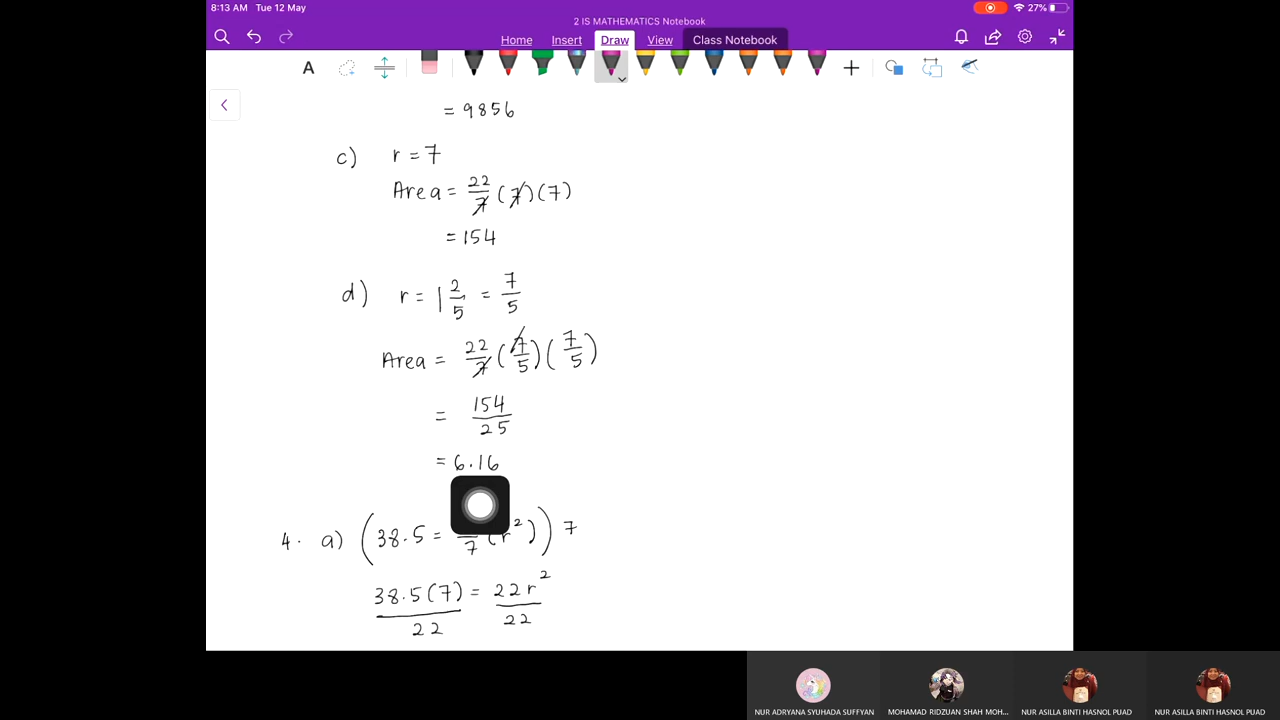 8:13 AM Tue 12 May
27%
2 IS MATHEMATICS Notebook
Home Insert Draw View Class Notebook
A
= 9856
c) r = 7
Area = 22/7 (7)(7)
= 154
d) r = 1 2/5 = 7/5
Area = 22/7 (7/5)(7/5)
= 154/25
= 6.16
4. a) (38.5 = /7 (r²)) 7
38.5(7)/22 = 22r²/22
NUR ADRYANA SYUHADA SUFFYAN
MOHAMAD RIDZUAN SHAH MOH...
NUR ASILLA BINTI HASNOL PUAD
NUR ASILLA BINTI HASNOL PUAD